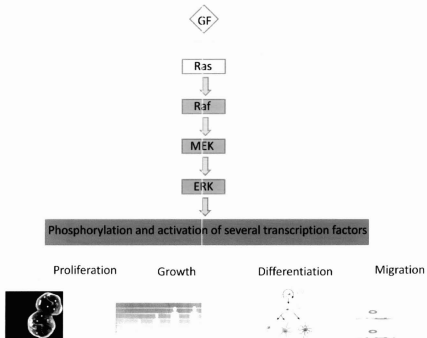 GF
Ras
Raf
MEK
ERK
Phosphorylation and activation of several transcription factors
Proliferation Growth Differentiation Migration